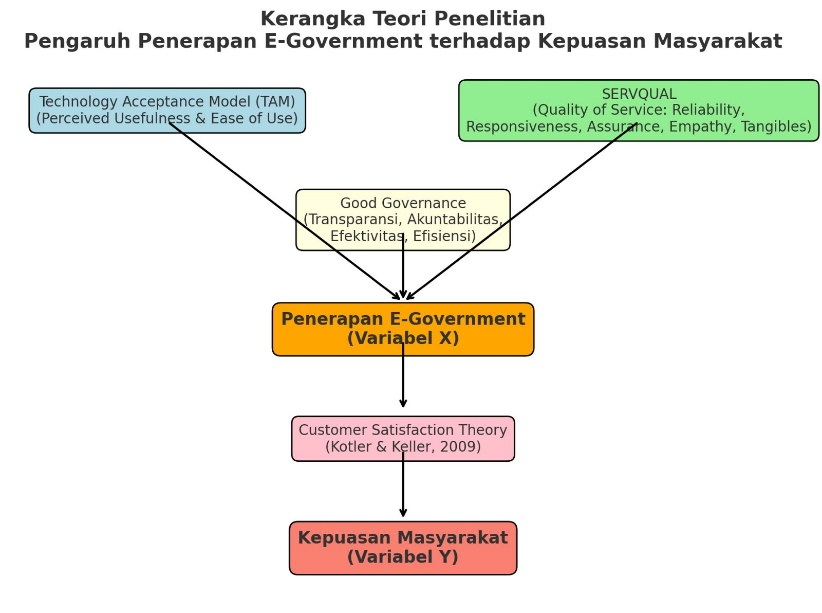 Kerangka Teori Penelitian
Pengaruh Penerapan E-Government terhadap Kepuasan Masyarakat
Technology Acceptance Model (TAM)
(Perceived Usefulness & Ease of Use)
SERVQUAL
(Quality of Service: Reliability,
Responsiveness, Assurance, Empathy, Tangibles)
Good Governance
(Transparansi, Akuntabilitas,
Efektivitas, Efisiensi)
Penerapan E-Government
(Variabel X)
Customer Satisfaction Theory
(Kotler & Keller, 2009)
Kepuasan Masyarakat
(Variabel Y)